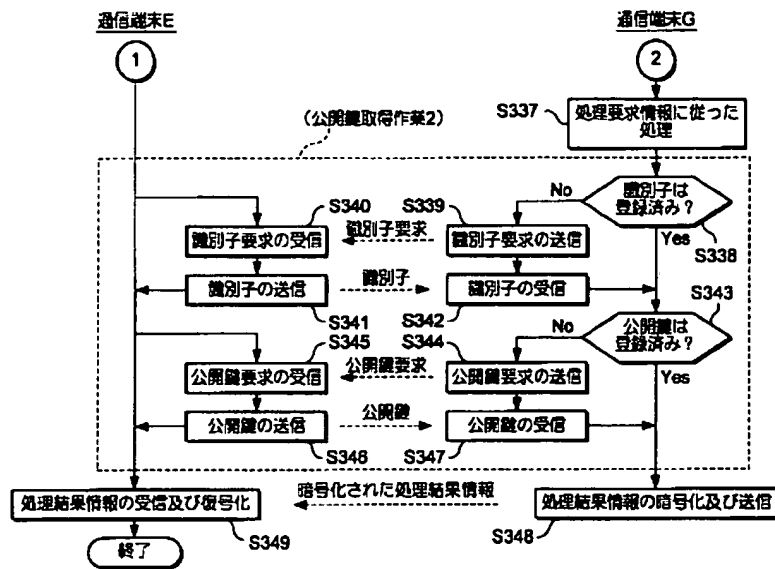 通信端末E
通信端末G
1
2
S337
処理要求情報に従った
処理
(公開鍵取得作業2)
No
識別子は
登録済み?
S340
S339
識別子要求の受信
識別子要求
識別子要求の送信
Yes
S338
識別子の送信
識別子
識別子の受信
S343
S341
S342
S345
S344
No
公開鍵は
登録済み?
公開鍵要求の受信
公開鍵要求
公開鍵要求の送信
Yes
公開鍵の送信
公開鍵
公開鍵の受信
S346
S347
処理結果情報の受信及び復号化
暗号化された処理結果情報
処理結果情報の暗号化及び送信
終了
S349
S348